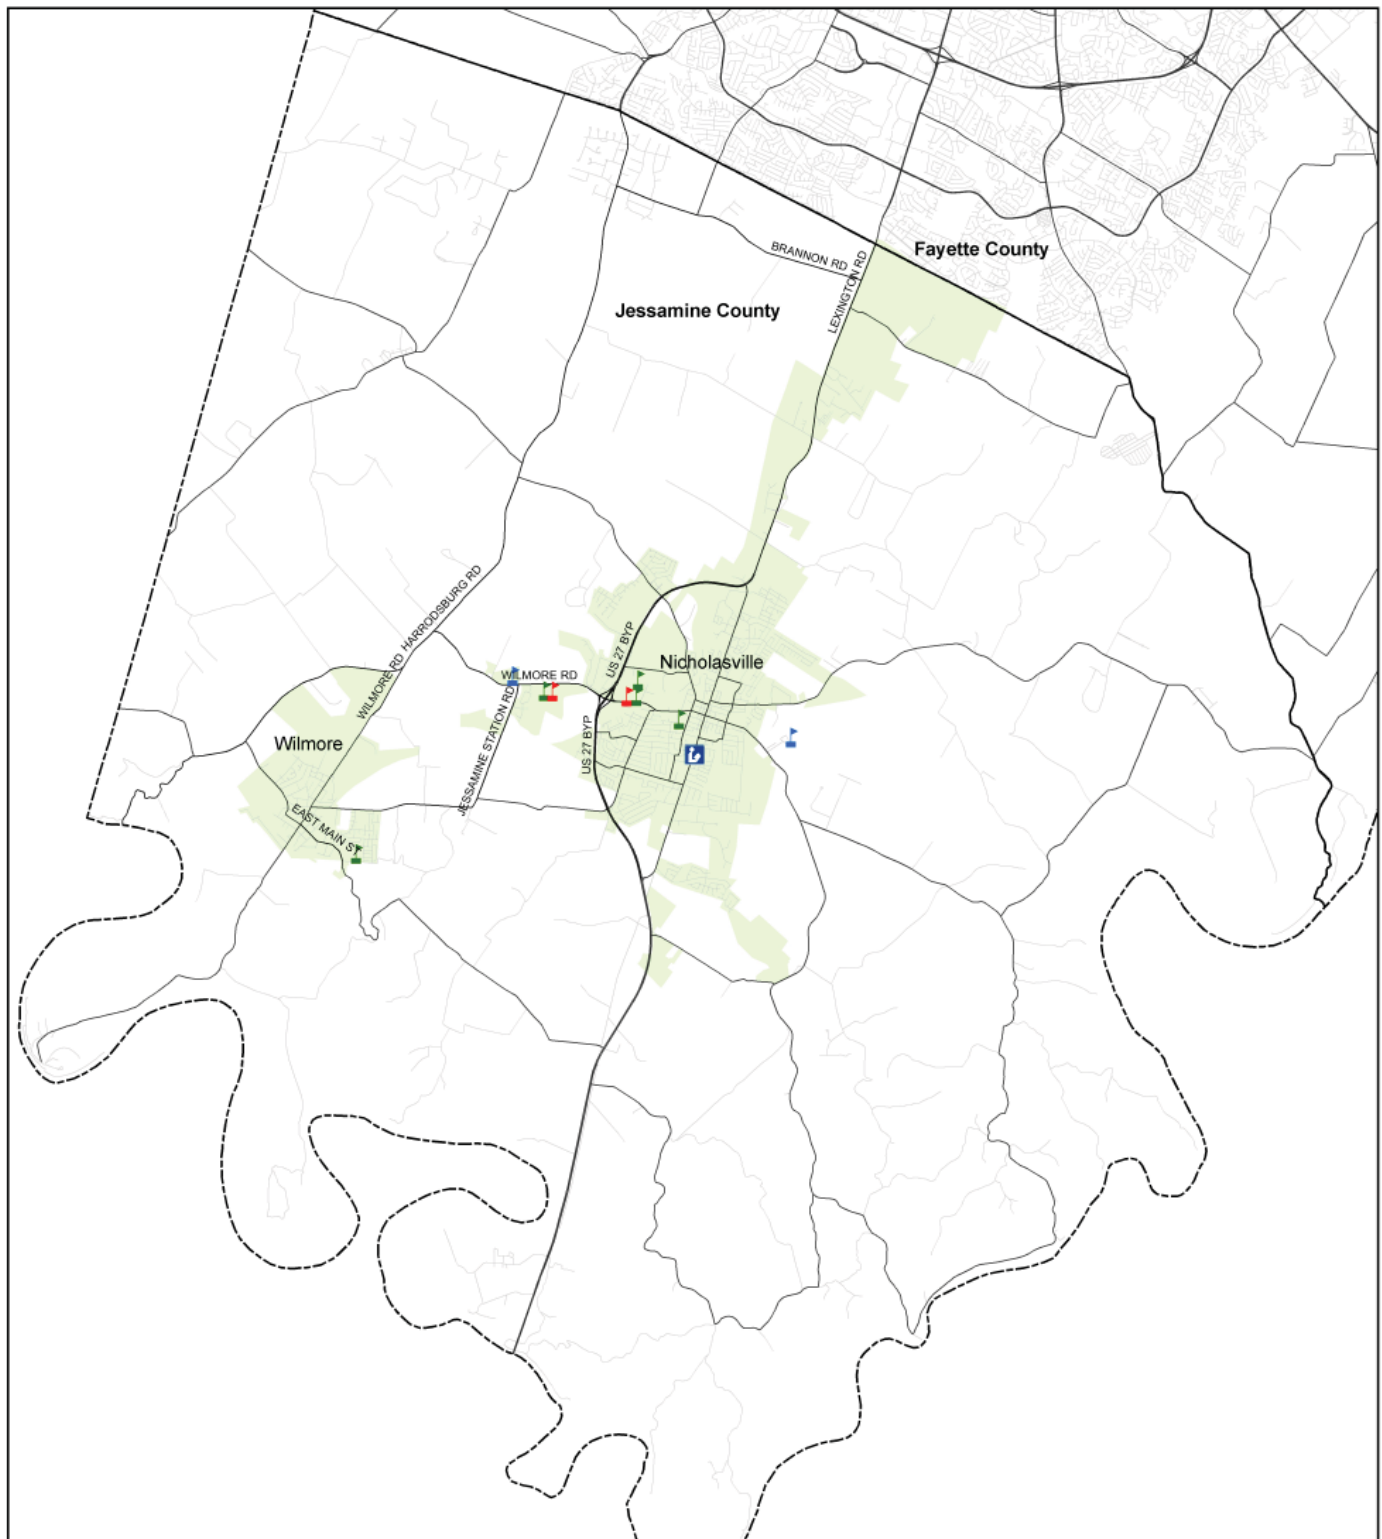 Fayette County
BRANNON RD
LEXINGTON RD
Jessamine County
WILMORE RD HARRODSBURG RD
US 27 BYP
Nicholasville
WILMORE RD
JESSAMINE STATION RD
US 27 BYP
Wilmore
EAST MAIN ST